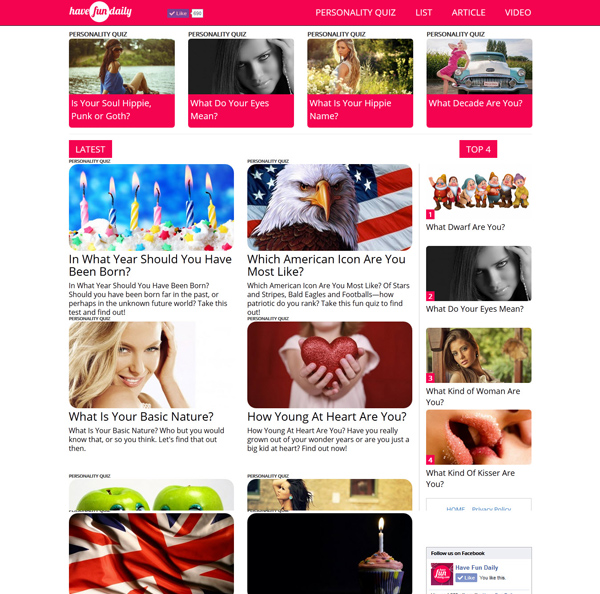 have fun daily
Like
PERSONALITY QUIZ LIST ARTICLE VIDEO
PERSONALITY QUIZ
Is Your Soul Hippie,
Punk or Goth?
PERSONALITY QUIZ
What Do Your Eyes
Mean?
PERSONALITY QUIZ
What Is Your Hippie
Name?
PERSONALITY QUIZ
What Decade Are You?
LATEST
PERSONALITY QUIZ
In What Year Should You Have
Been Born?
In What Year Should You Have Been Born?
Should you have been born far in the past, or
perhaps in the unknown future world? Take this
test and find out!
PERSONALITY QUIZ
Which American Icon Are You
Most Like?
Which American Icon Are You Most Like? Of Stars
and Stripes, Bald Eagles and Footballs—how
patriotic do you rank? Take this fun quiz to find
out!
PERSONALITY QUIZ
What Is Your Basic Nature?
What Is Your Basic Nature? Who but you would
know that, or so you think. Let's find that out
then.
PERSONALITY QUIZ
How Young At Heart Are You?
How Young At Heart Are You? Have you really
grown out of your wonder years or are you just a
big kid at heart? Find out now!
PERSONALITY QUIZ
PERSONALITY QUIZ
TOP 4
1
What Dwarf Are You?
2
What Do Your Eyes Mean?
3
What Kind of Woman Are
You?
4
What Kind Of Kisser Are
You?
HOME Privacy Policy
Follow us on Facebook
Have Fun Daily
Like You like this.